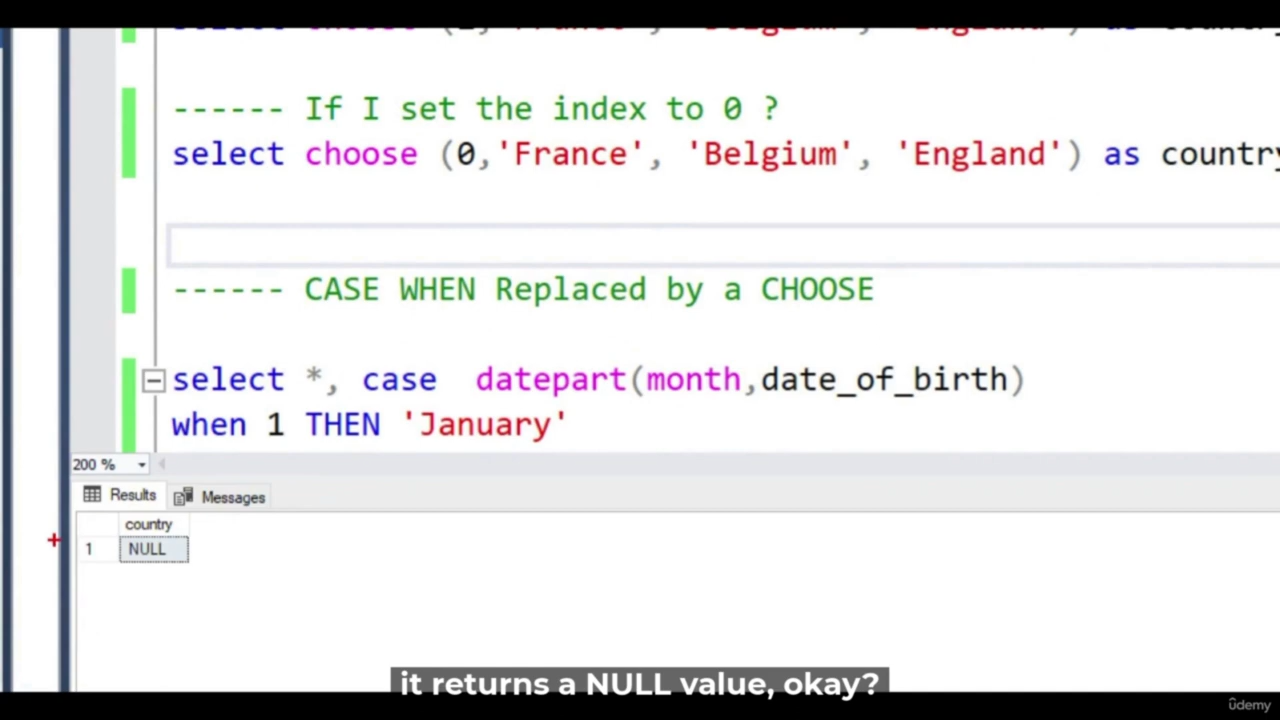 ------ If I set the index to 0 ?
select choose (0,'France', 'Belgium', 'England') as country
------ CASE WHEN Replaced by a CHOOSE
select *, case  datepart(month,date_of_birth)
when 1 THEN 'January'
200 %
Results Messages
country
1 NULL
it returns a NULL value, okay?
ûdemy